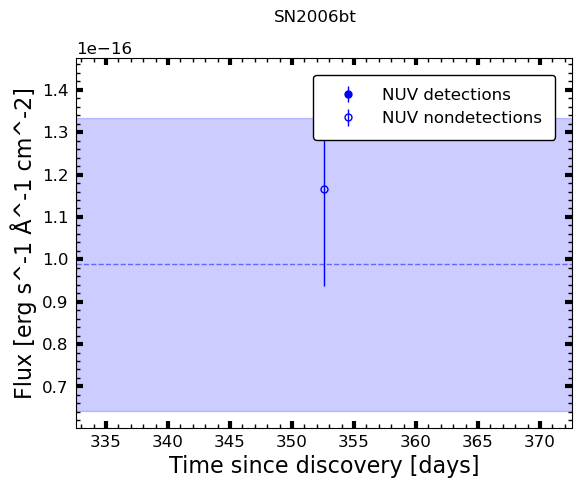 SN2006bt
1e−16
NUV detections
NUV nondetections
1.4
1.3
1.2
1.1
1.0
0.9
0.8
0.7
Flux [erg s^-1 Å^-1 cm^-2]
335 340 345 350 355 360 365 370
Time since discovery [days]